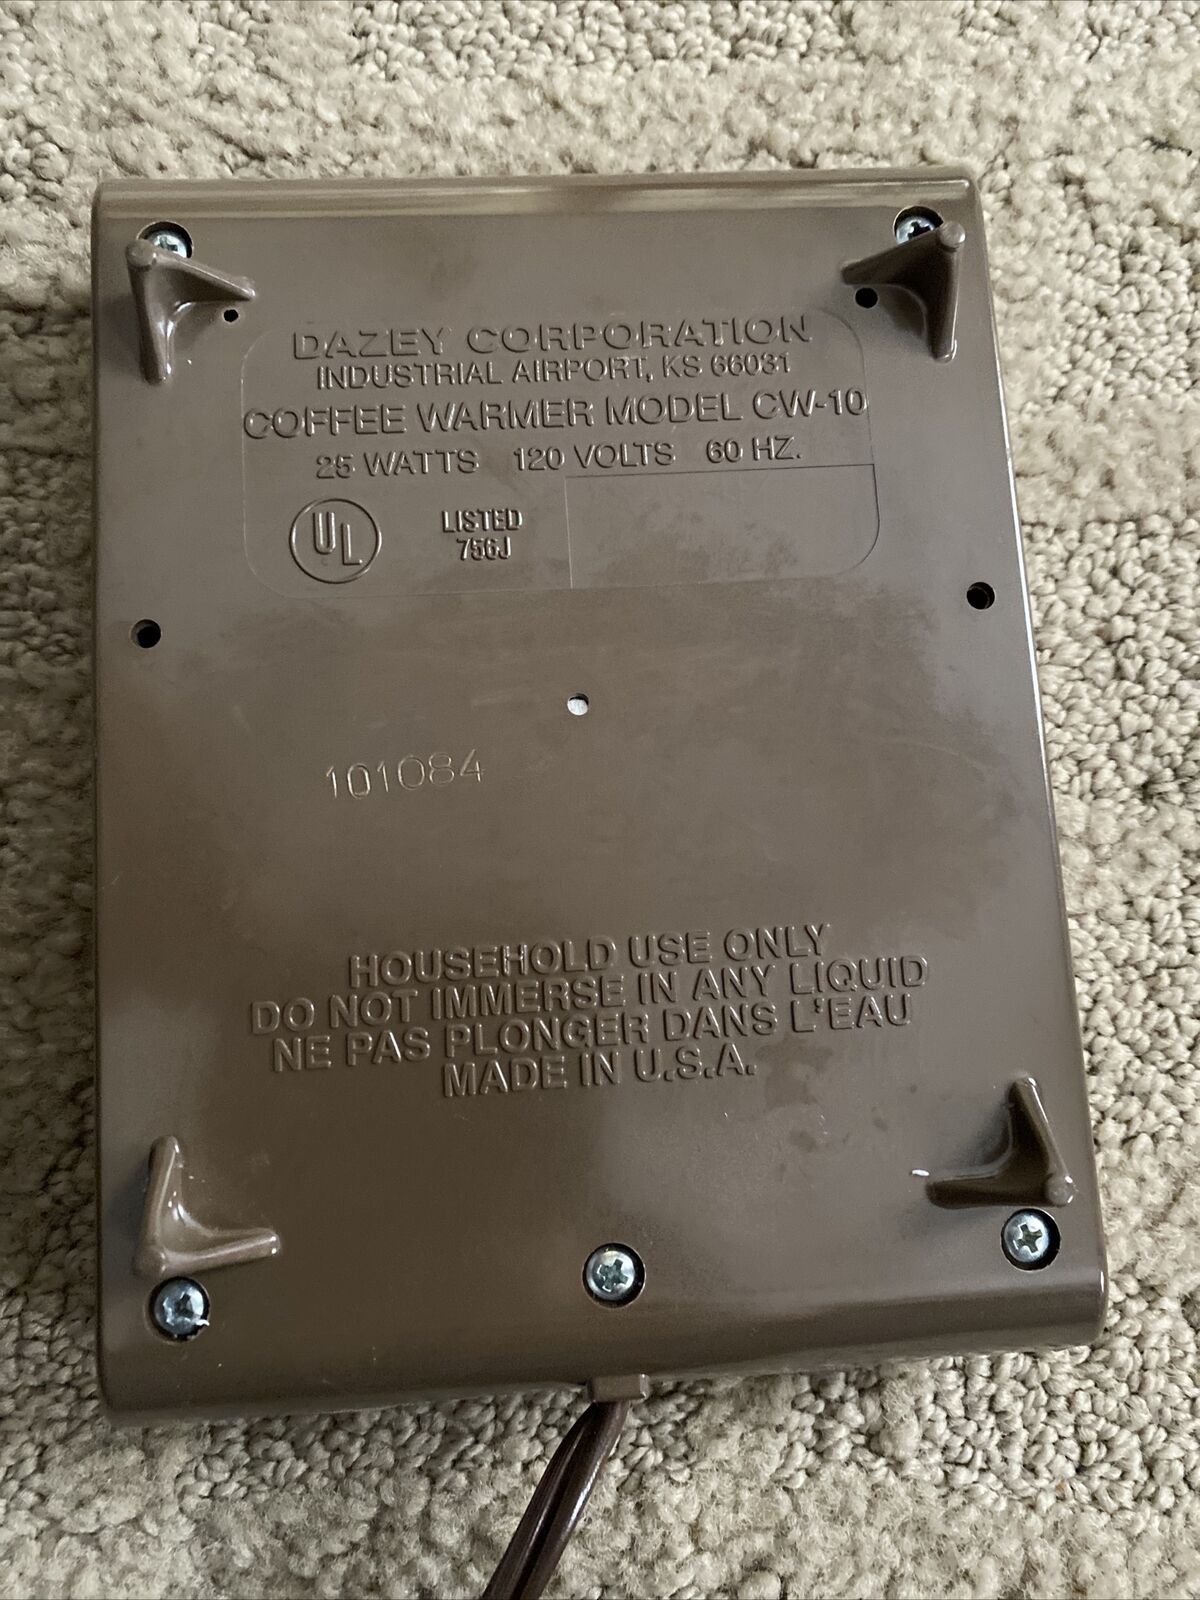 DAZEY CORPORATION
INDUSTRIAL AIRPORT, KS 66031
COFFEE WARMER MODEL CW-10
25 WATTS 120 VOLTS 60 HZ.
UL
LISTED
756J
101084
HOUSEHOLD USE ONLY
DO NOT IMMERSE IN ANY LIQUID
NE PAS PLONGER DANS L'EAU
MADE IN U.S.A.